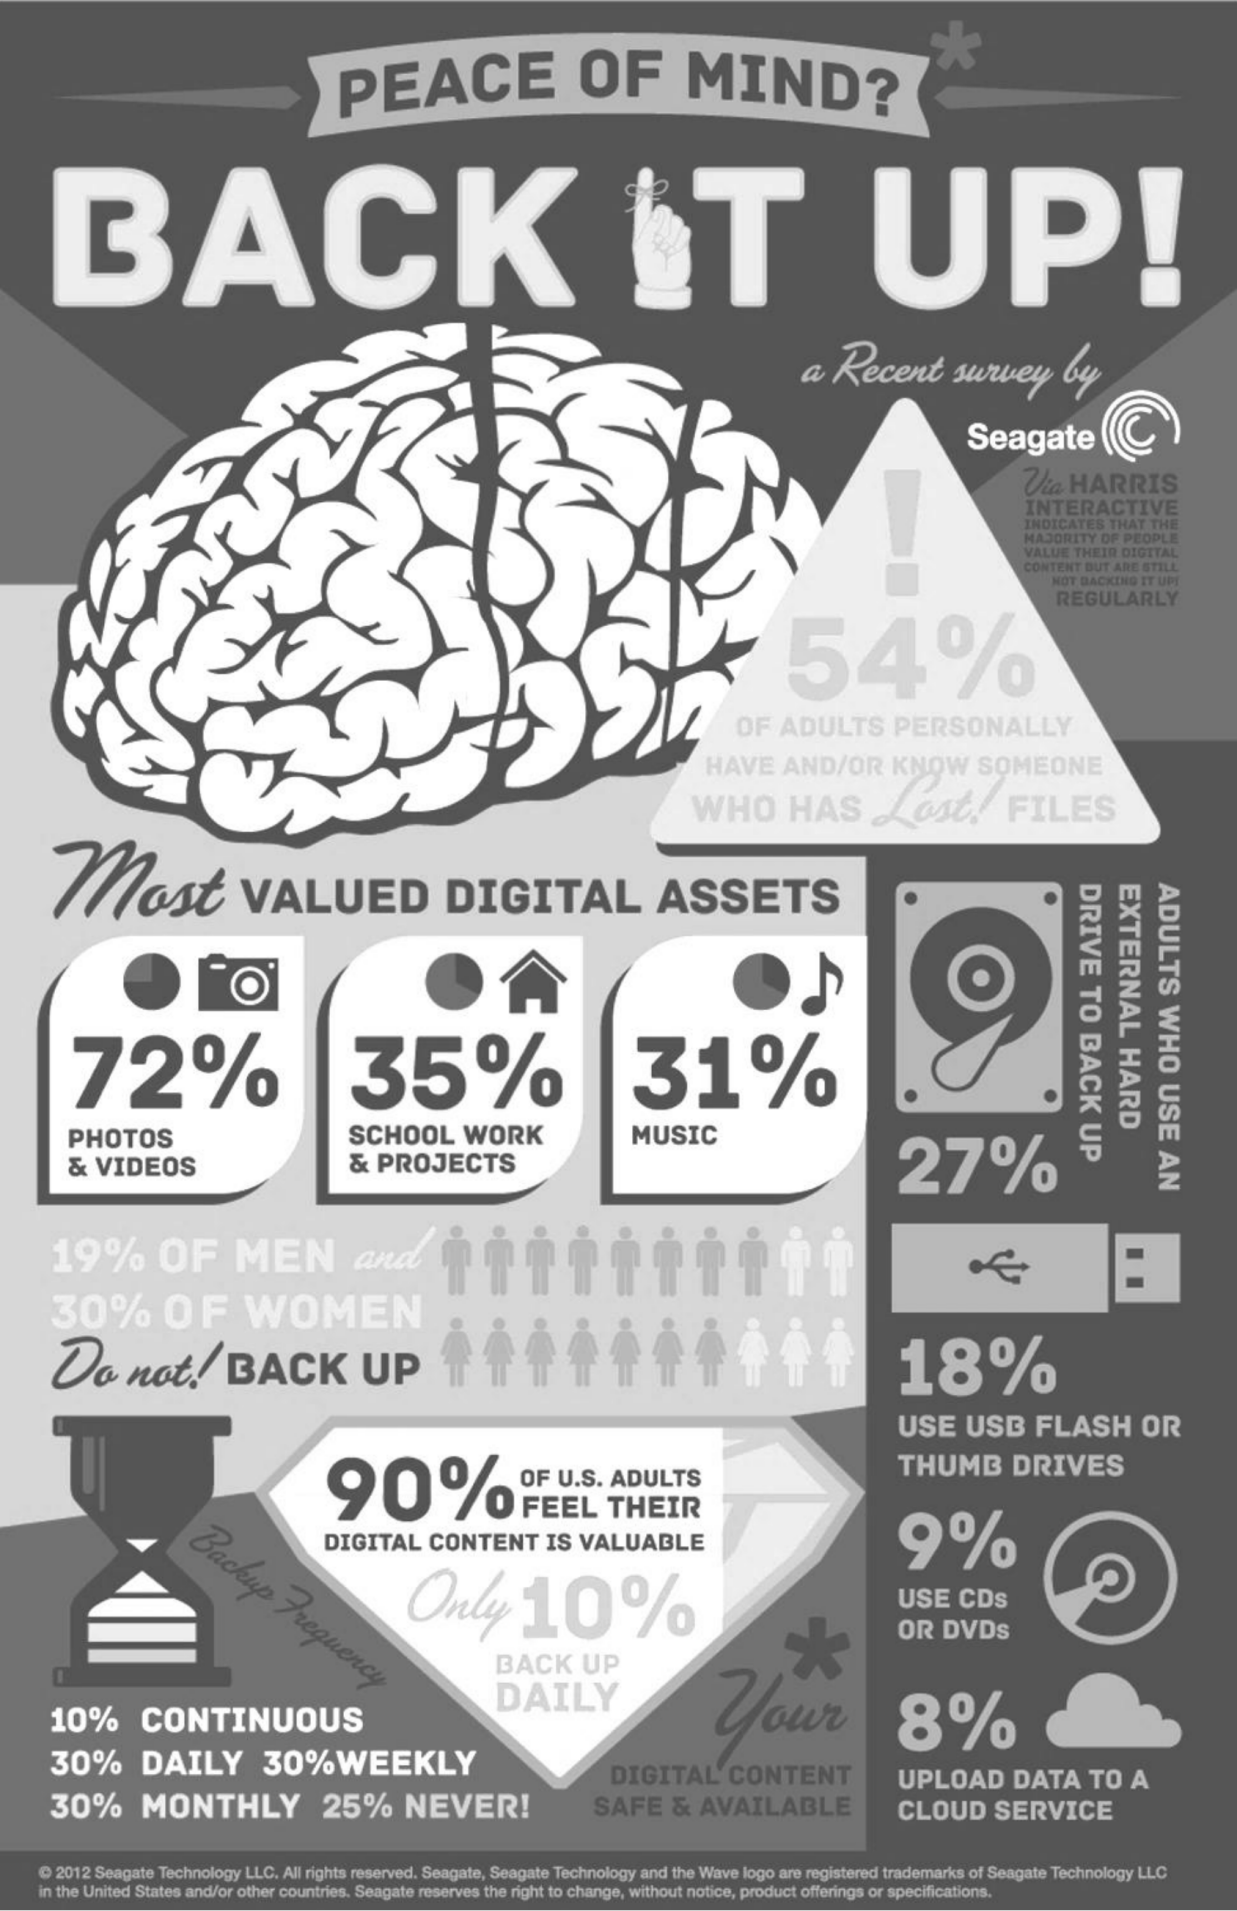 PEACE OF MIND?*
BACK IT UP!
a Recent survey by
Seagate
Via HARRIS
INTERACTIVE
INDICATES THAT THE
MAJORITY OF PEOPLE
VALUE THEIR DIGITAL
CONTENT BUT ARE STILL
NOT BACKING IT UP!
REGULARLY
!
54%
OF ADULTS PERSONALLY
HAVE AND/OR KNOW SOMEONE
WHO HAS Lost! FILES
Most VALUED DIGITAL ASSETS
72%
PHOTOS
& VIDEOS
35%
SCHOOL WORK
& PROJECTS
31%
MUSIC
19% OF MEN and
30% OF WOMEN
Do not! BACK UP
90% OF U.S. ADULTS
FEEL THEIR
DIGITAL CONTENT IS VALUABLE
Only 10%
BACK UP
DAILY
Backup Frequency
10% CONTINUOUS
30% DAILY 30%WEEKLY
30% MONTHLY 25% NEVER!
*
Your
DIGITAL CONTENT
SAFE & AVAILABLE
ADULTS WHO USE AN
EXTERNAL HARD
DRIVE TO BACK UP
27%
18%
USE USB FLASH OR
THUMB DRIVES
9%
USE CDs
OR DVDs
8%
UPLOAD DATA TO A
CLOUD SERVICE
© 2012 Seagate Technology LLC. All rights reserved. Seagate, Seagate Technology and the Wave logo are registered trademarks of Seagate Technology LLC
in the United States and/or other countries. Seagate reserves the right to change, without notice, product offerings or specifications.